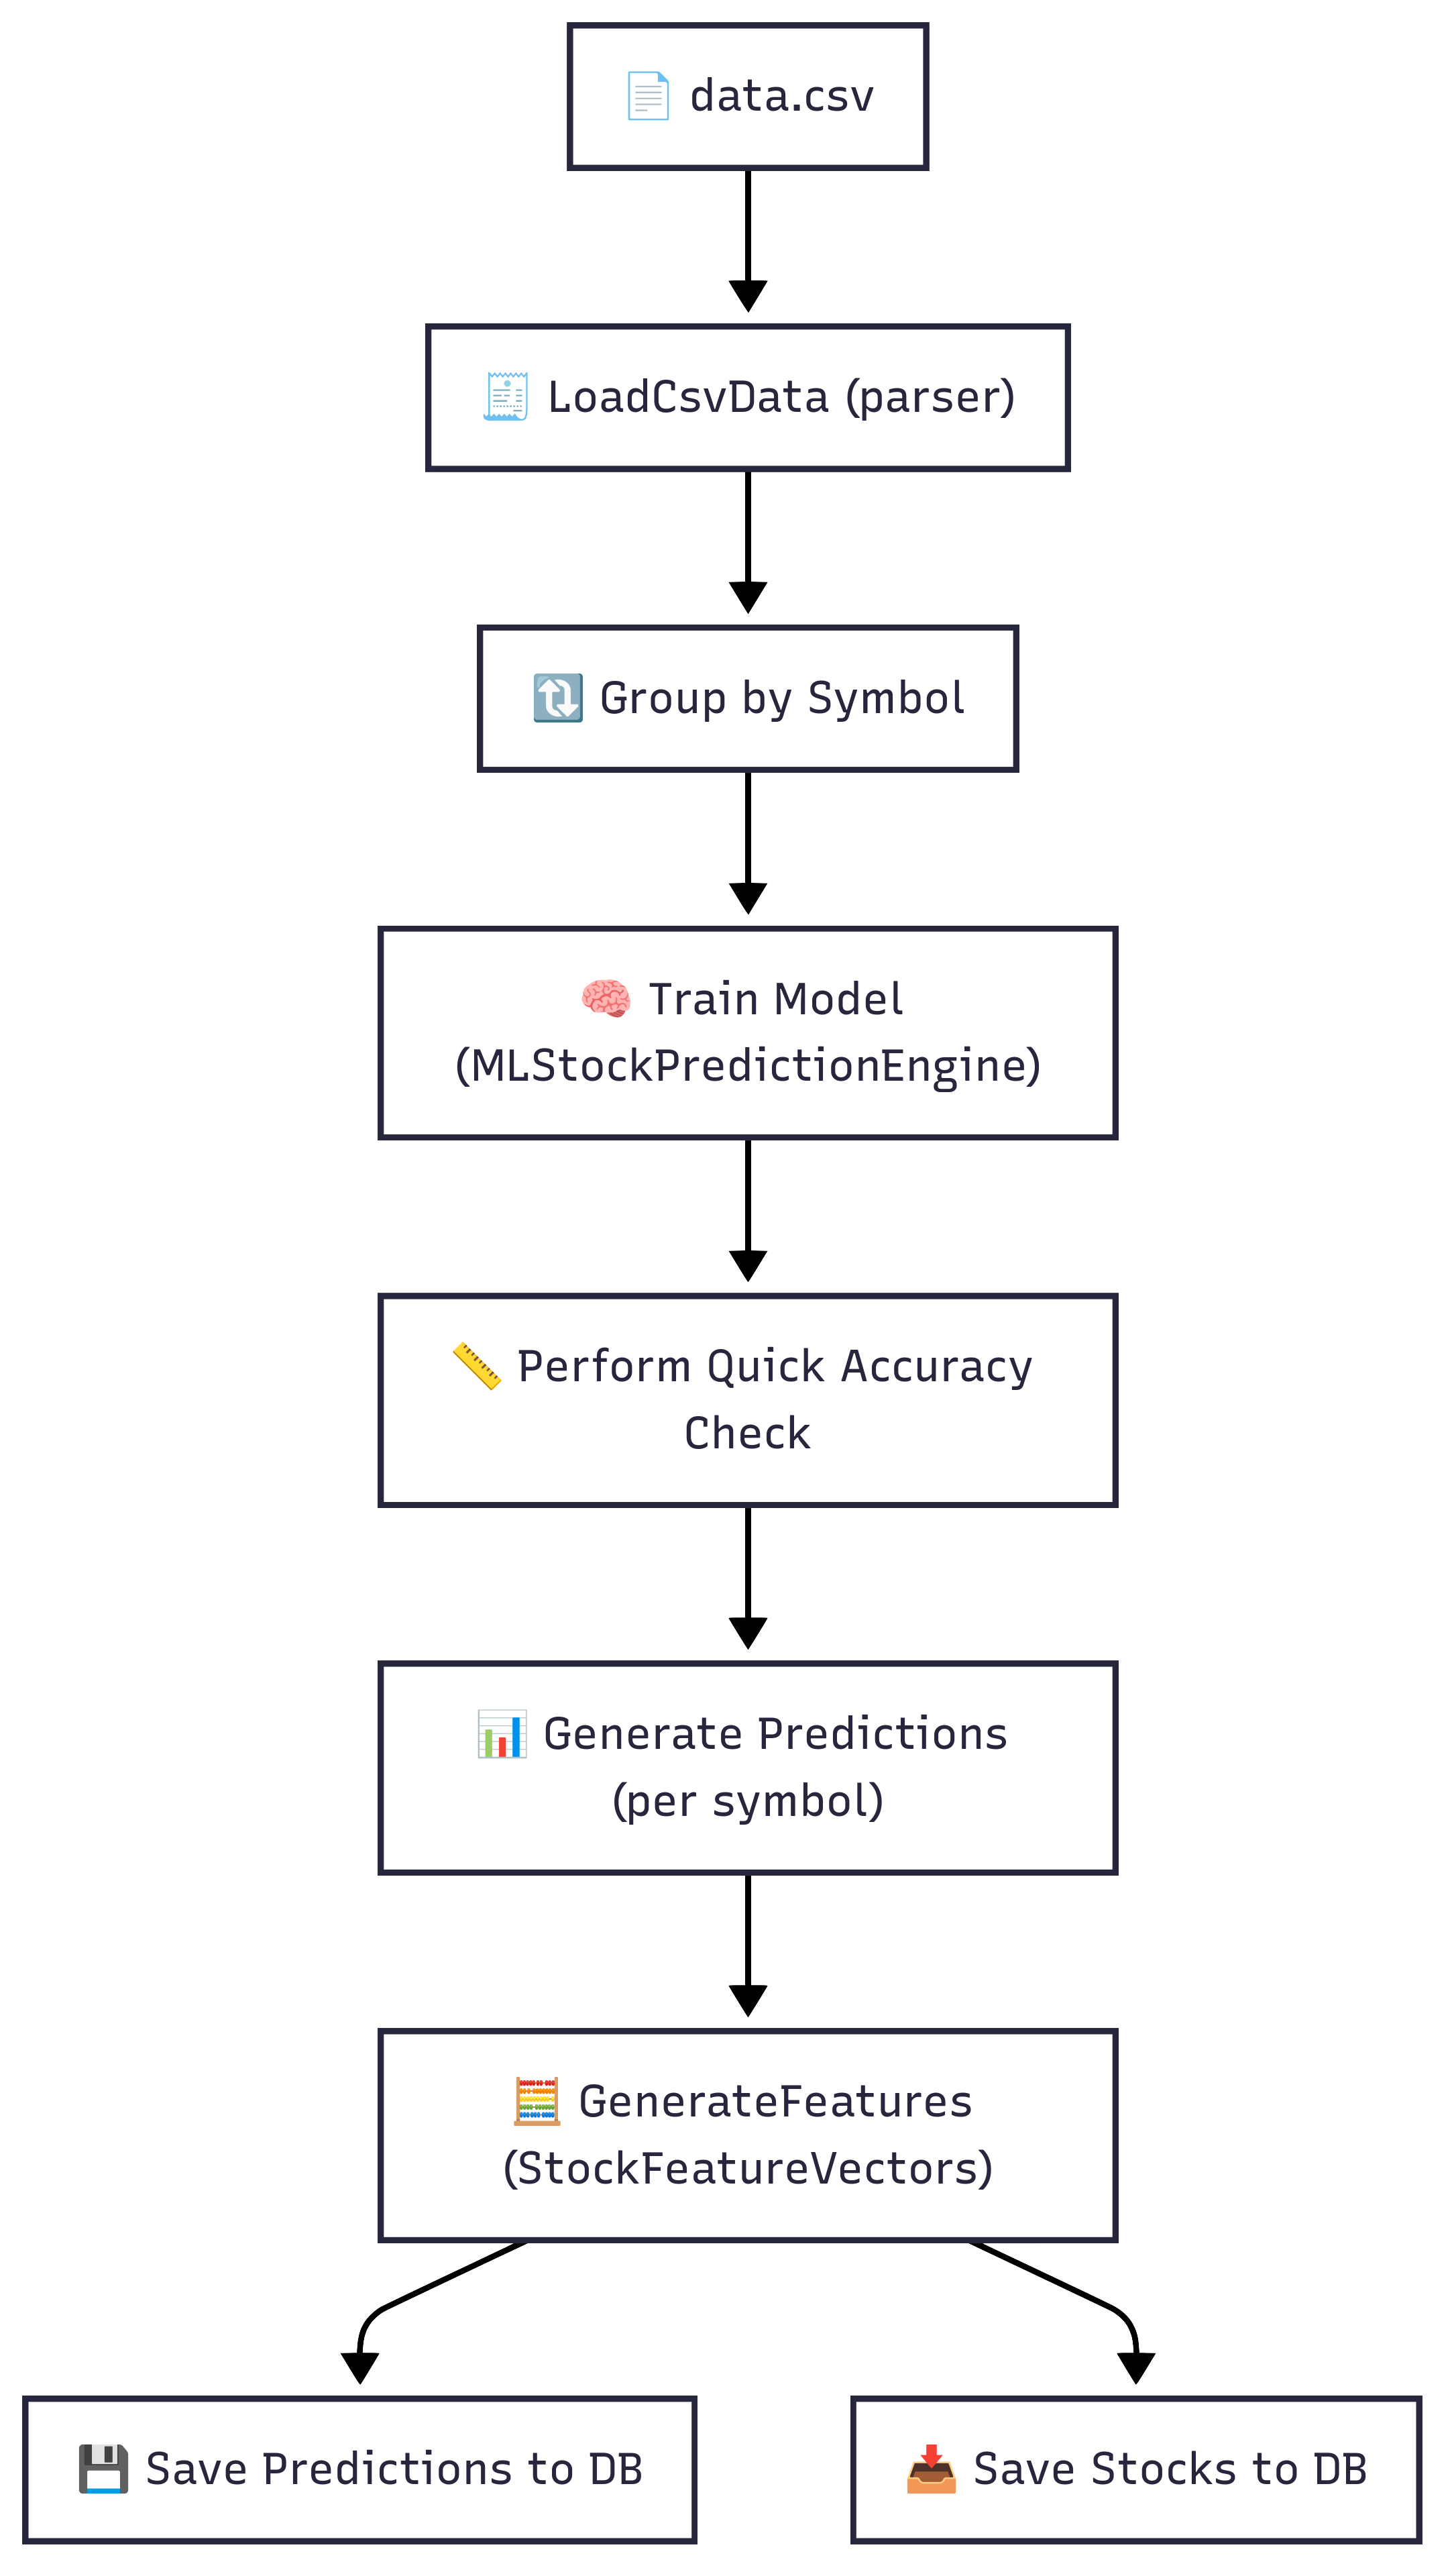 data.csv
LoadCsvData (parser)
Group by Symbol
Train Model
(MLStockPredictionEngine)
Perform Quick Accuracy
Check
Generate Predictions
(per symbol)
GenerateFeatures
(StockFeatureVectors)
Save Predictions to DB
Save Stocks to DB